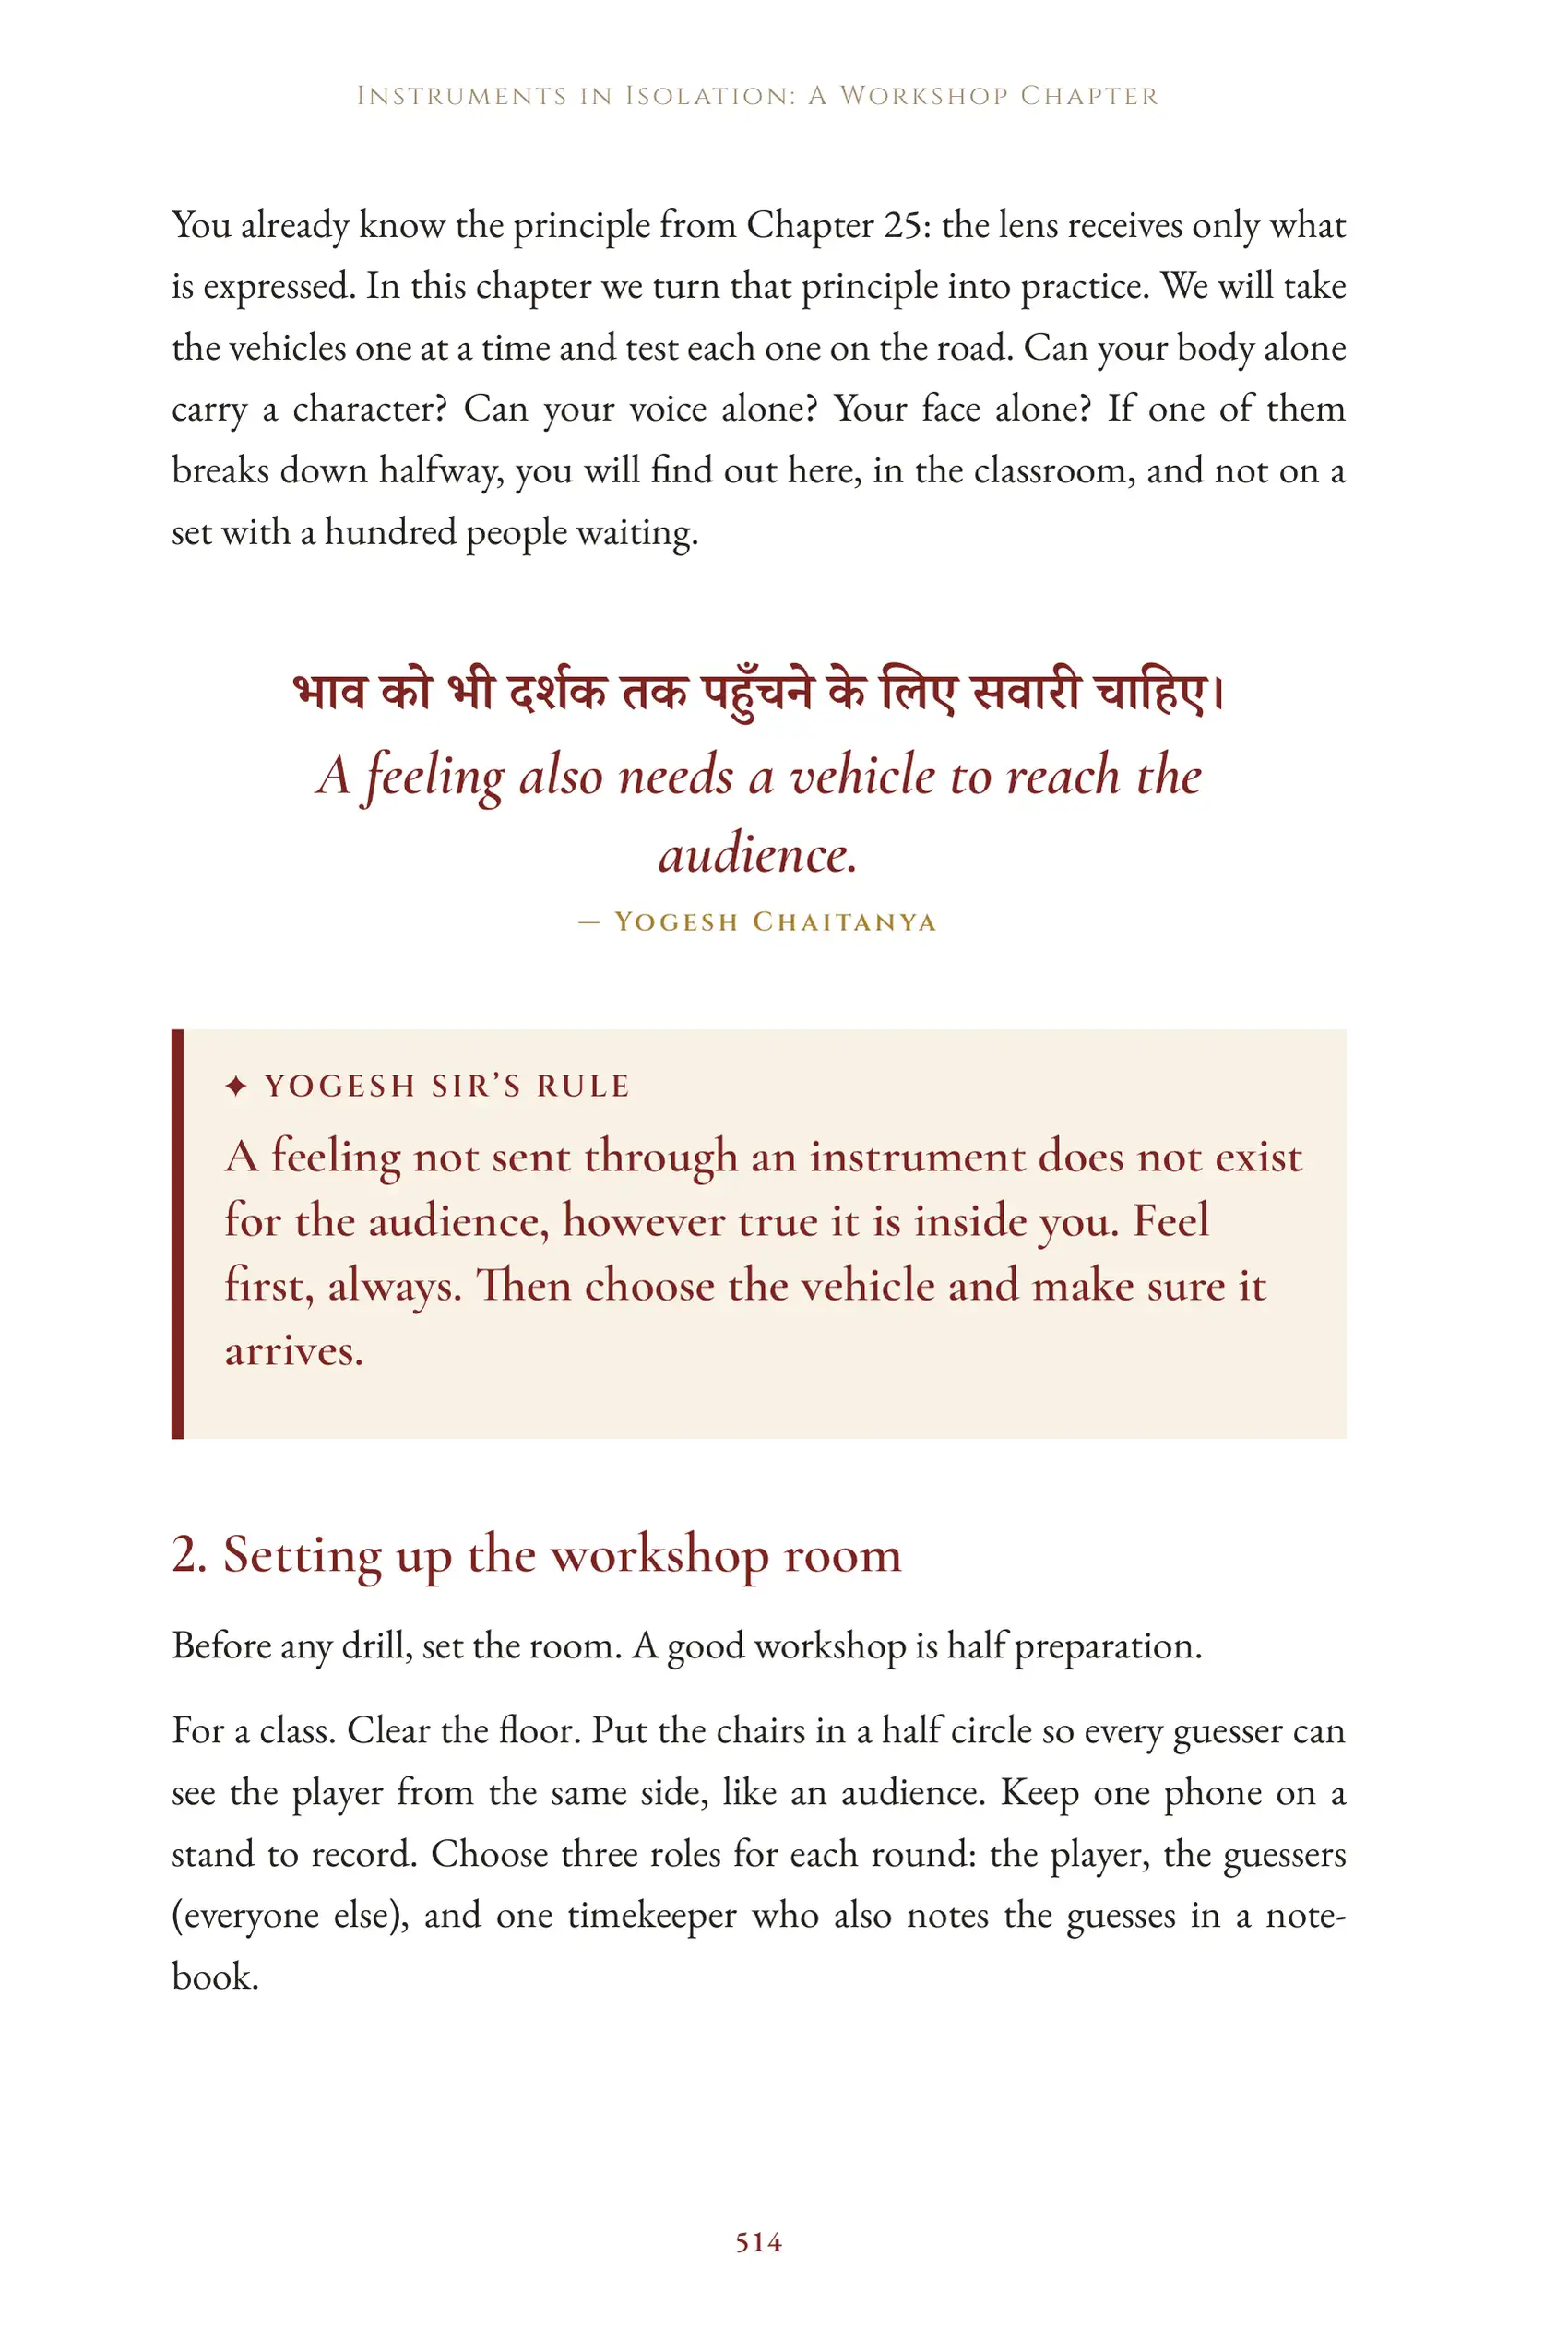 Instruments in Isolation: A Workshop Chapter
You already know the principle from Chapter 25: the lens receives only what
is expressed. In this chapter we turn that principle into practice. We will take
the vehicles one at a time and test each one on the road. Can your body alone
carry a character? Can your voice alone? Your face alone? If one of them
breaks down halfway, you will find out here, in the classroom, and not on a
set with a hundred people waiting.
भाव को भी दर्शक तक पहुँचने के लिए सवारी चाहिए।
A feeling also needs a vehicle to reach the
audience.
— Yogesh Chaitanya
✦ YOGESH SIR’S RULE
A feeling not sent through an instrument does not exist
for the audience, however true it is inside you. Feel
first, always. Then choose the vehicle and make sure it
arrives.
2. Setting up the workshop room
Before any drill, set the room. A good workshop is half preparation.
For a class. Clear the floor. Put the chairs in a half circle so every guesser can
see the player from the same side, like an audience. Keep one phone on a
stand to record. Choose three roles for each round: the player, the guessers
(everyone else), and one timekeeper who also notes the guesses in a note-
book.
514